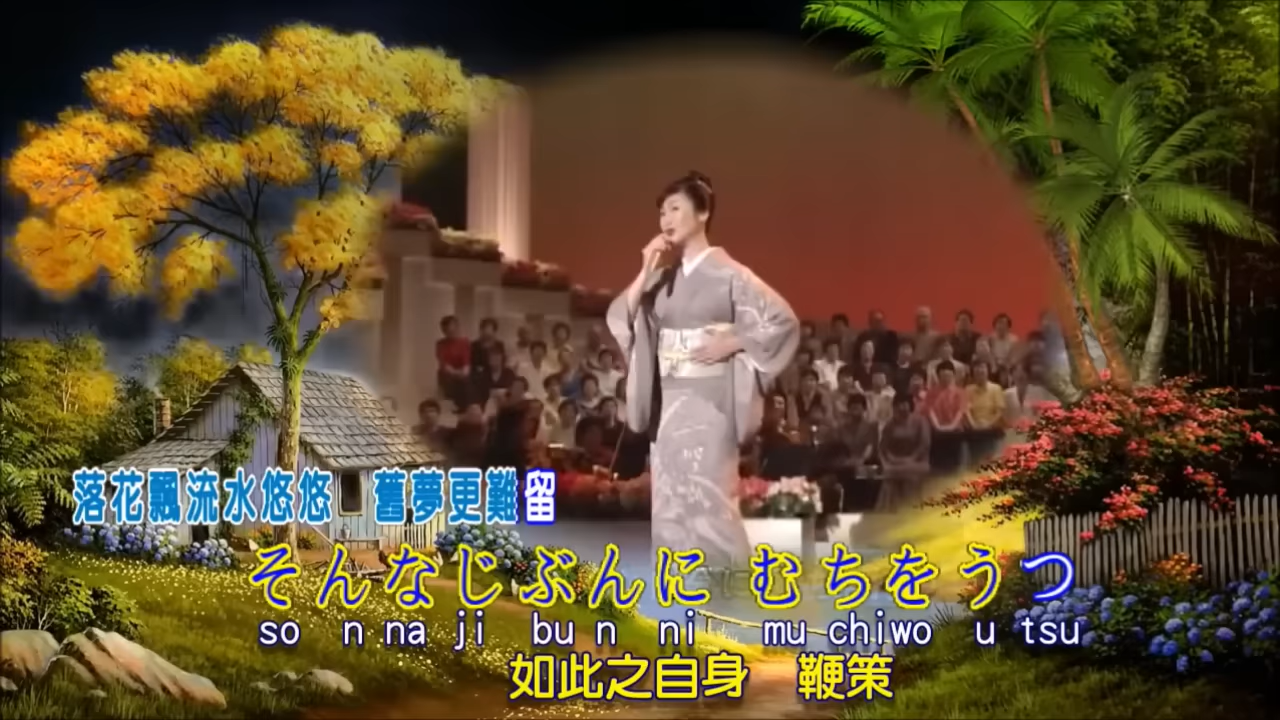 落花飄流水悠悠 舊夢更難留
そんなじぶんに むちをうつ
so n na ji bu n ni mu chi wo u tsu
如此之自身 鞭策